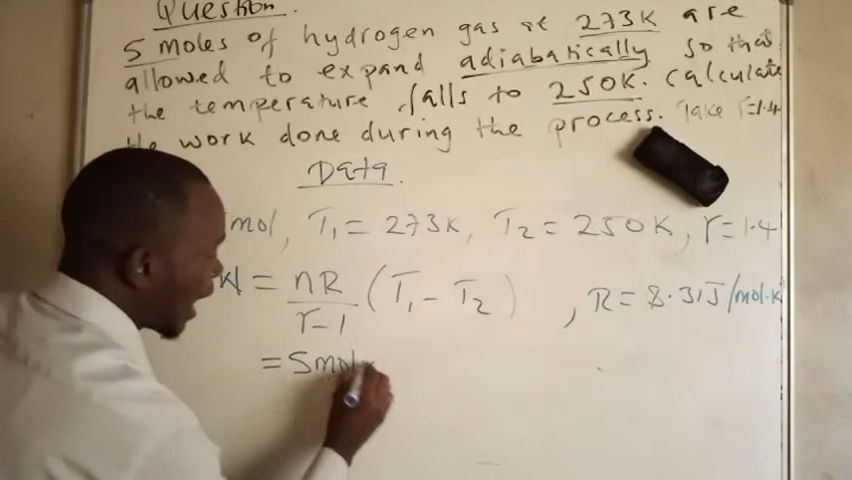 Question.
5 moles of hydrogen gas at 273K are
allowed to expand adiabatically so that
the temperature falls to 250K. Calculate
the work done during the process. Take r=1.4
Data.
mol, T₁ = 273K, T₂ = 250K, r=1.4
W = nR/r-1 (T₁ - T₂), R = 8.31J/mol.K
= 5mol